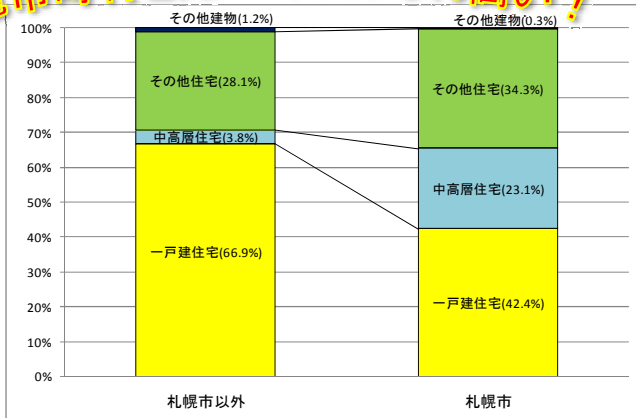 その他建物(1.2%)
その他建物(0.3%)
100%
90%
80%
70%
60%
50%
40%
30%
20%
10%
0%
その他住宅(28.1%)
中高層住宅(3.8%)
一戸建住宅(66.9%)
その他住宅(34.3%)
中高層住宅(23.1%)
一戸建住宅(42.4%)
札幌市以外
札幌市